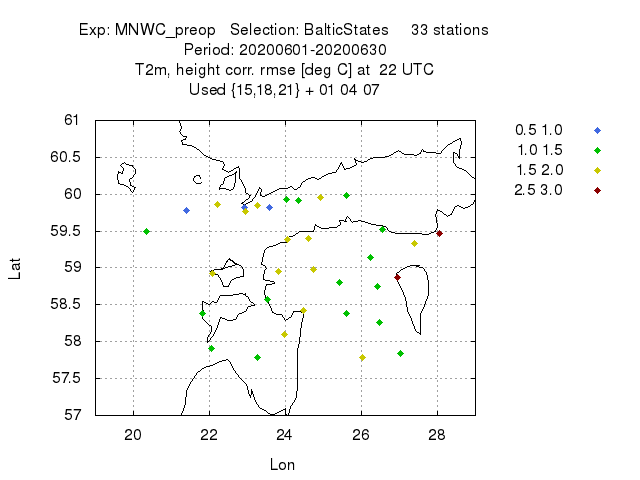 Exp: MNWC_preop Selection: BalticStates 33 stations
Period: 20200601-20200630
T2m, height corr. rmse [deg C] at 22 UTC
Used {15,18,21} + 01 04 07
0.5 1.0
1.0 1.5
1.5 2.0
2.5 3.0
61
60.5
60
59.5
59
58.5
58
57.5
57
Lat
20 22 24 26 28
Lon